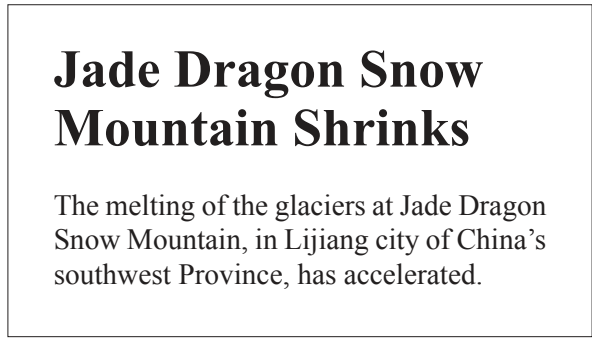 Jade Dragon Snow
Mountain Shrinks
The melting of the glaciers at Jade Dragon
Snow Mountain, in Lijiang city of China’s
southwest Province, has accelerated.